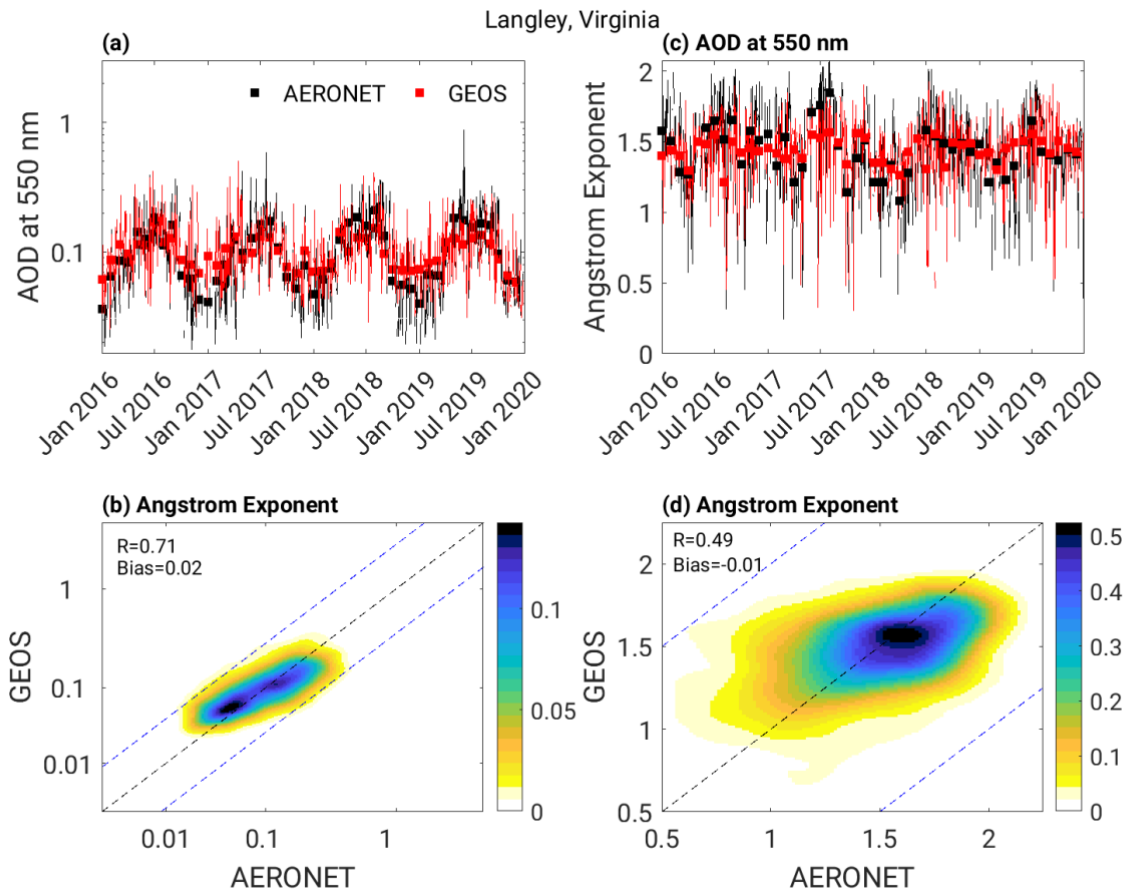 Langley, Virginia
(a)
AERONET
GEOS
AOD at 550 nm
1
0.1
Jan 2016
Jul 2016
Jan 2017
Jul 2017
Jan 2018
Jul 2018
Jan 2019
Jul 2019
Jan 2020
(c) AOD at 550 nm
Angstrom Exponent
2
1.5
1
0.5
0
Jan 2016
Jul 2016
Jan 2017
Jul 2017
Jan 2018
Jul 2018
Jan 2019
Jul 2019
Jan 2020
(b) Angstrom Exponent
R=0.71
Bias=0.02
GEOS
1
0.1
0.01
0.01
0.1
1
AERONET
0.1
0.05
0
(d) Angstrom Exponent
R=0.49
Bias=-0.01
GEOS
2
1.5
1
0.5
0.5
1
1.5
2
AERONET
0.5
0.4
0.3
0.2
0.1
0